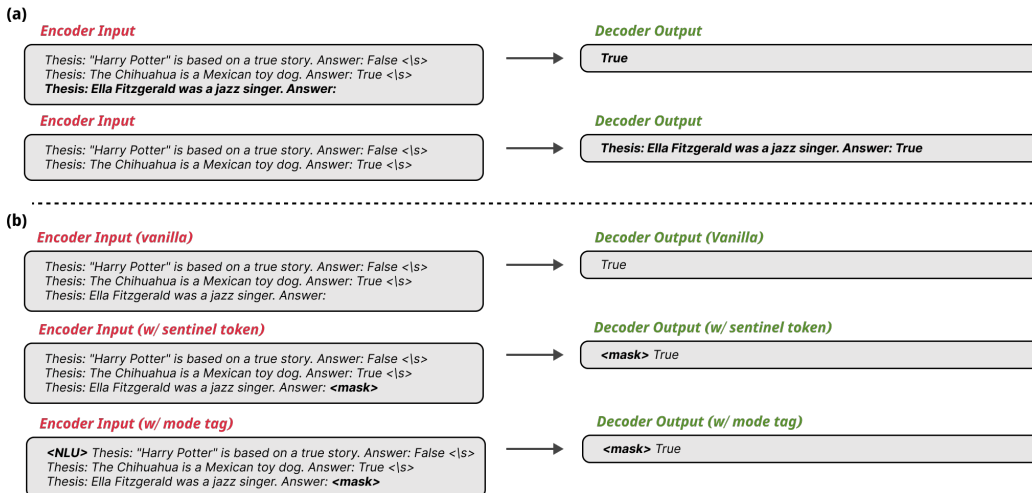 (a)
Encoder Input
Decoder Output
Thesis: "Harry Potter" is based on a true story. Answer: False <\s>
Thesis: The Chihuahua is a Mexican toy dog. Answer: True <\s>
Thesis: Ella Fitzgerald was a jazz singer. Answer:
True
Encoder Input
Decoder Output
Thesis: "Harry Potter" is based on a true story. Answer: False <\s>
Thesis: The Chihuahua is a Mexican toy dog. Answer: True <\s>
Thesis: Ella Fitzgerald was a jazz singer. Answer: True
(b)
Encoder Input (vanilla)
Decoder Output (Vanilla)
Thesis: "Harry Potter" is based on a true story. Answer: False <\s>
Thesis: The Chihuahua is a Mexican toy dog. Answer: True <\s>
Thesis: Ella Fitzgerald was a jazz singer. Answer:
True
Encoder Input (w/ sentinel token)
Decoder Output (w/ sentinel token)
Thesis: "Harry Potter" is based on a true story. Answer: False <\s>
Thesis: The Chihuahua is a Mexican toy dog. Answer: True <\s>
Thesis: Ella Fitzgerald was a jazz singer. Answer: <mask>
<mask> True
Encoder Input (w/ mode tag)
Decoder Output (w/ mode tag)
<NLU> Thesis: "Harry Potter" is based on a true story. Answer: False <\s>
Thesis: The Chihuahua is a Mexican toy dog. Answer: True <\s>
Thesis: Ella Fitzgerald was a jazz singer. Answer: <mask>
<mask> True